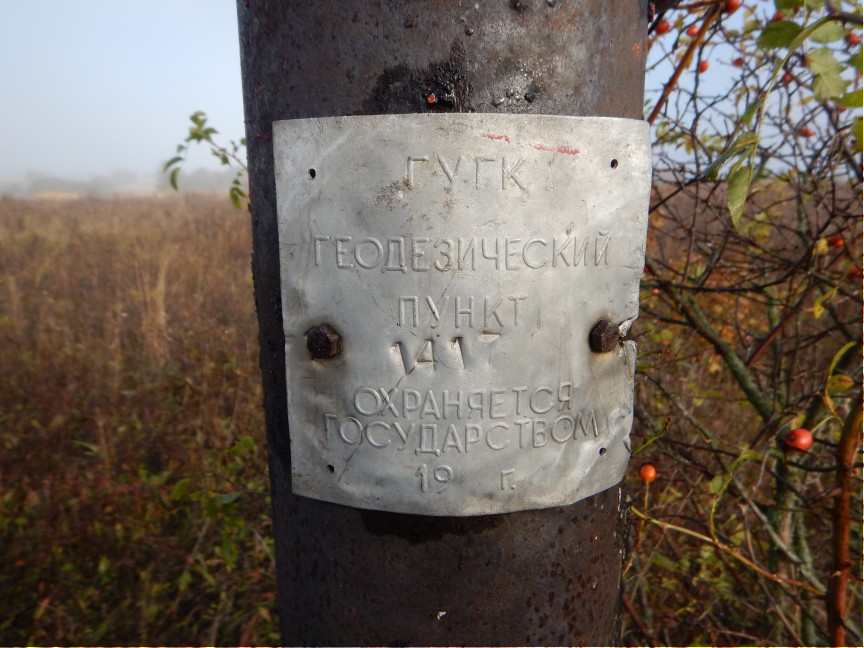 ГУГК
ГЕОДЕЗИЧЕСКИЙ
ПУНКТ
1417
ОХРАНЯЕТСЯ
ГОСУДАРСТВОМ
19 г.